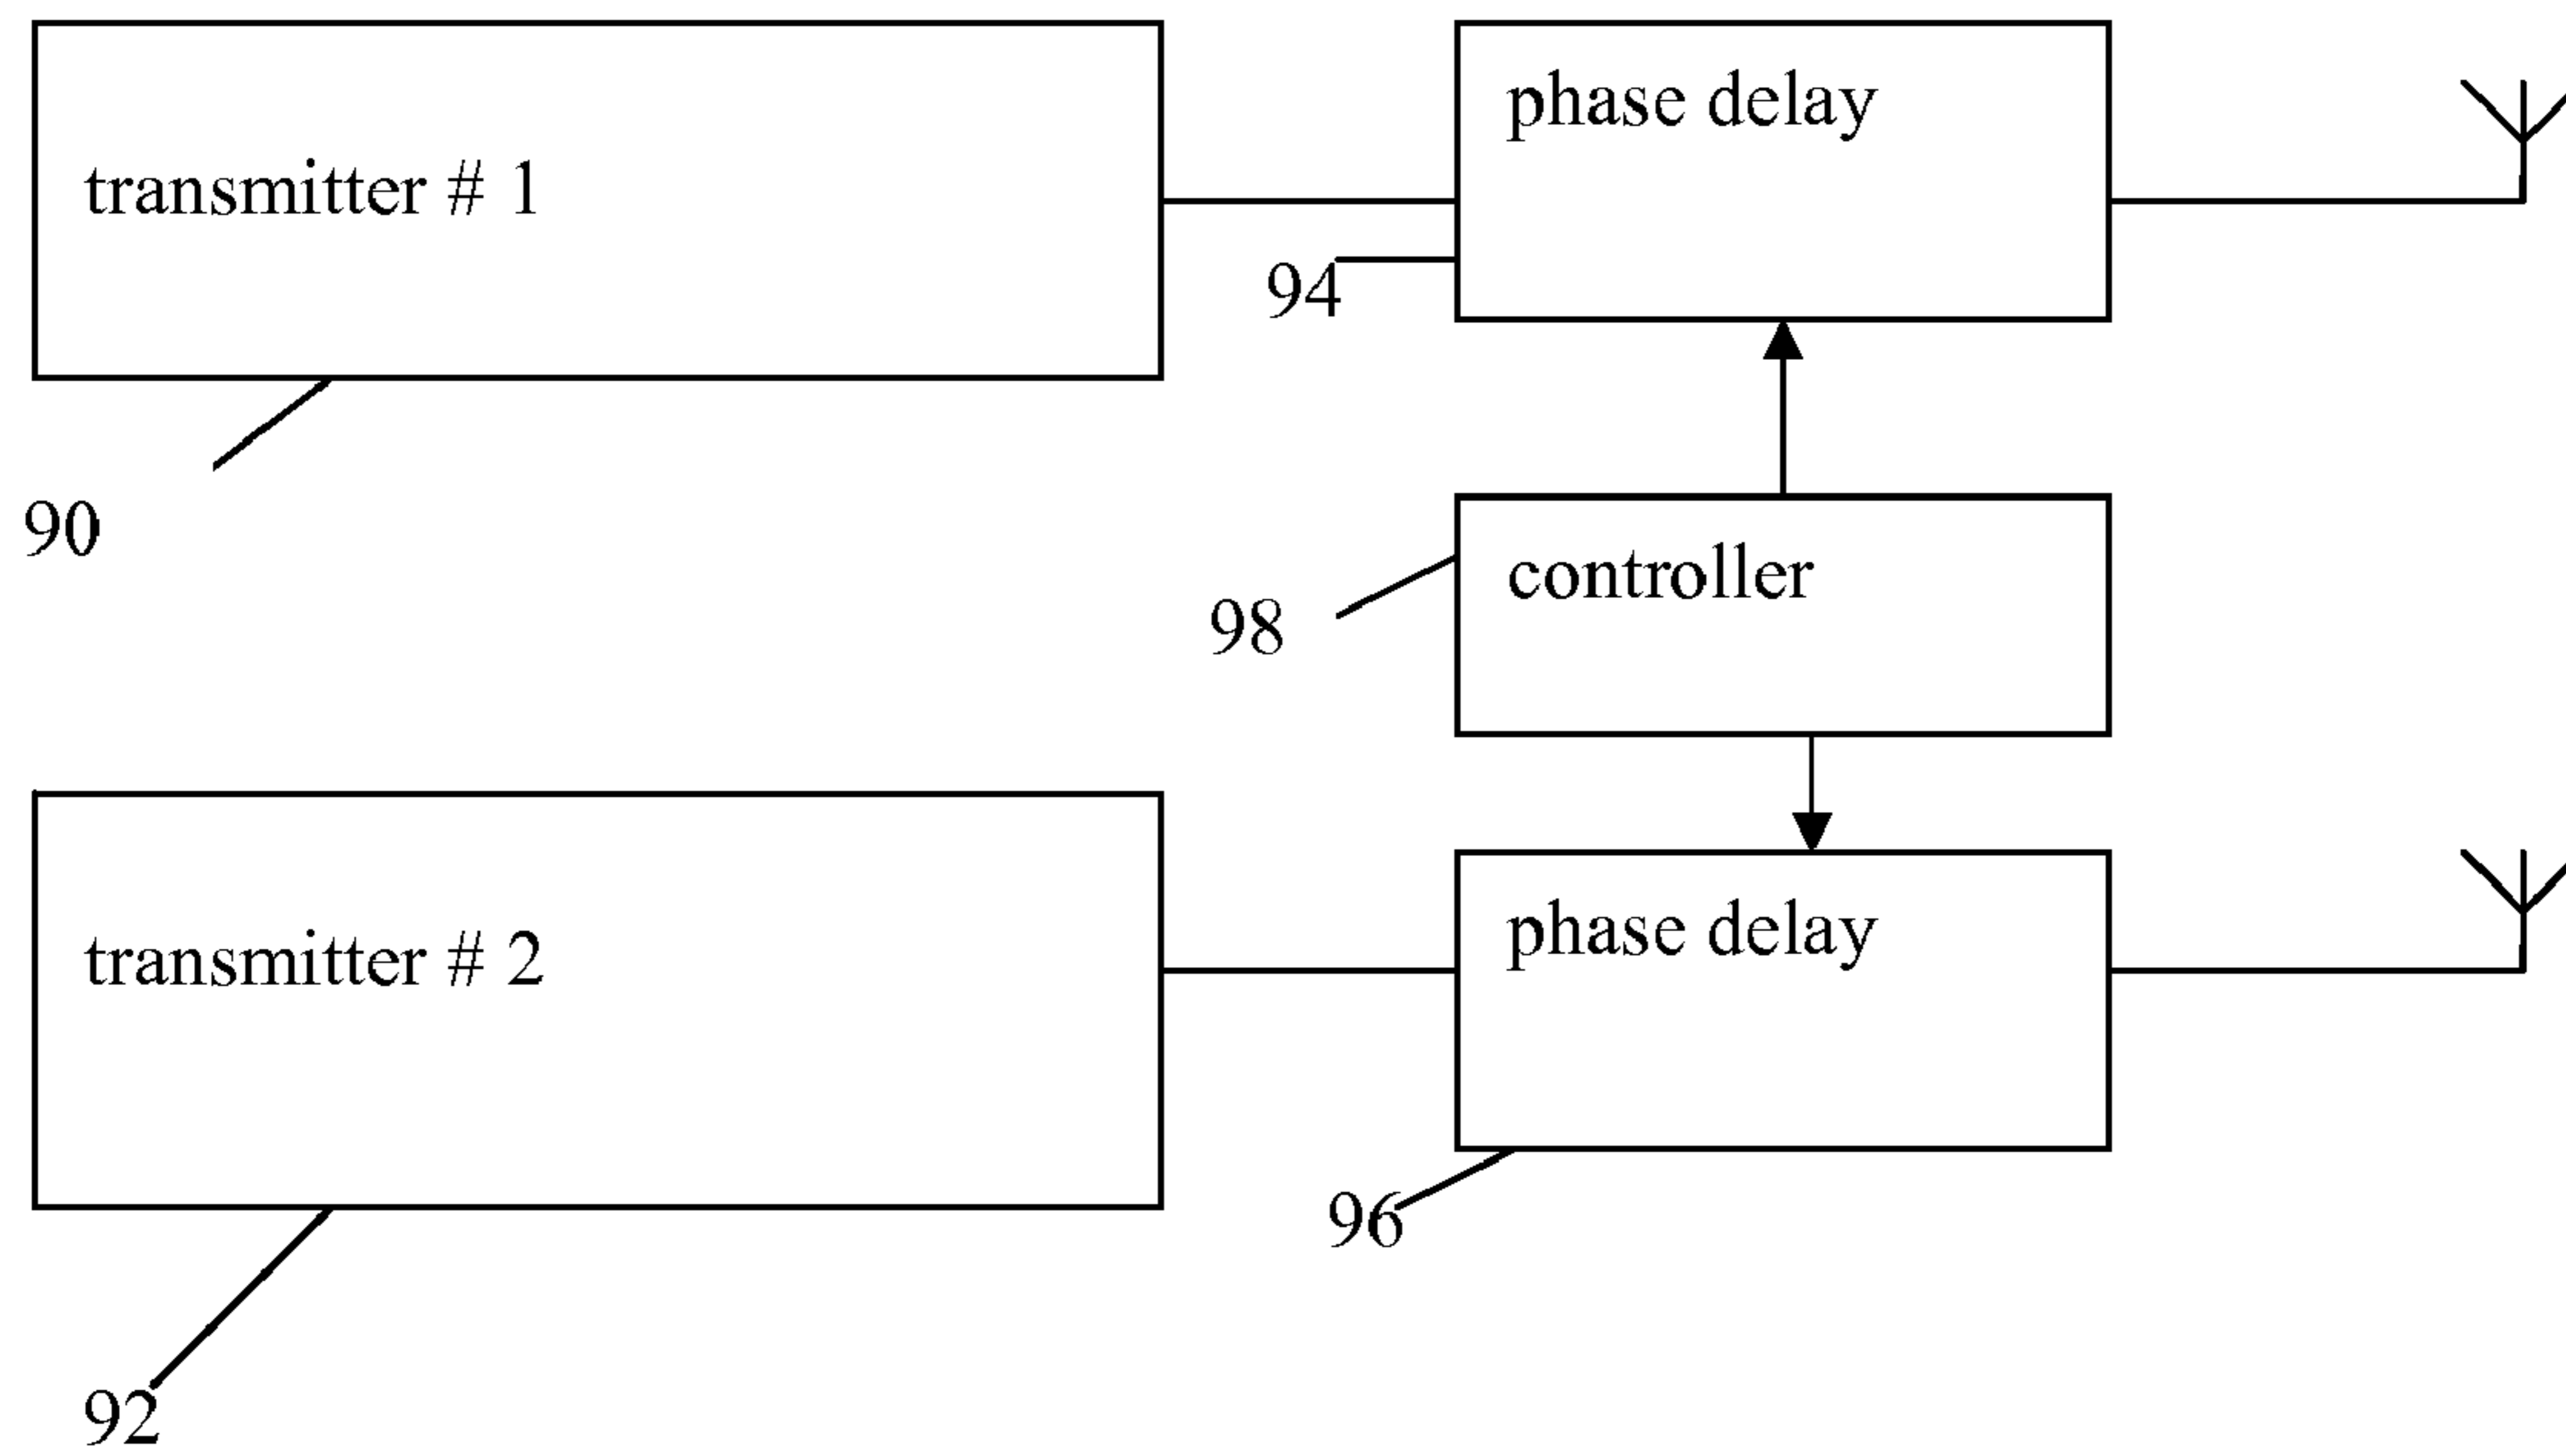 phase delay
transmitter # 1
94
90
controller
98
phase delay
transmitter # 2
96
92